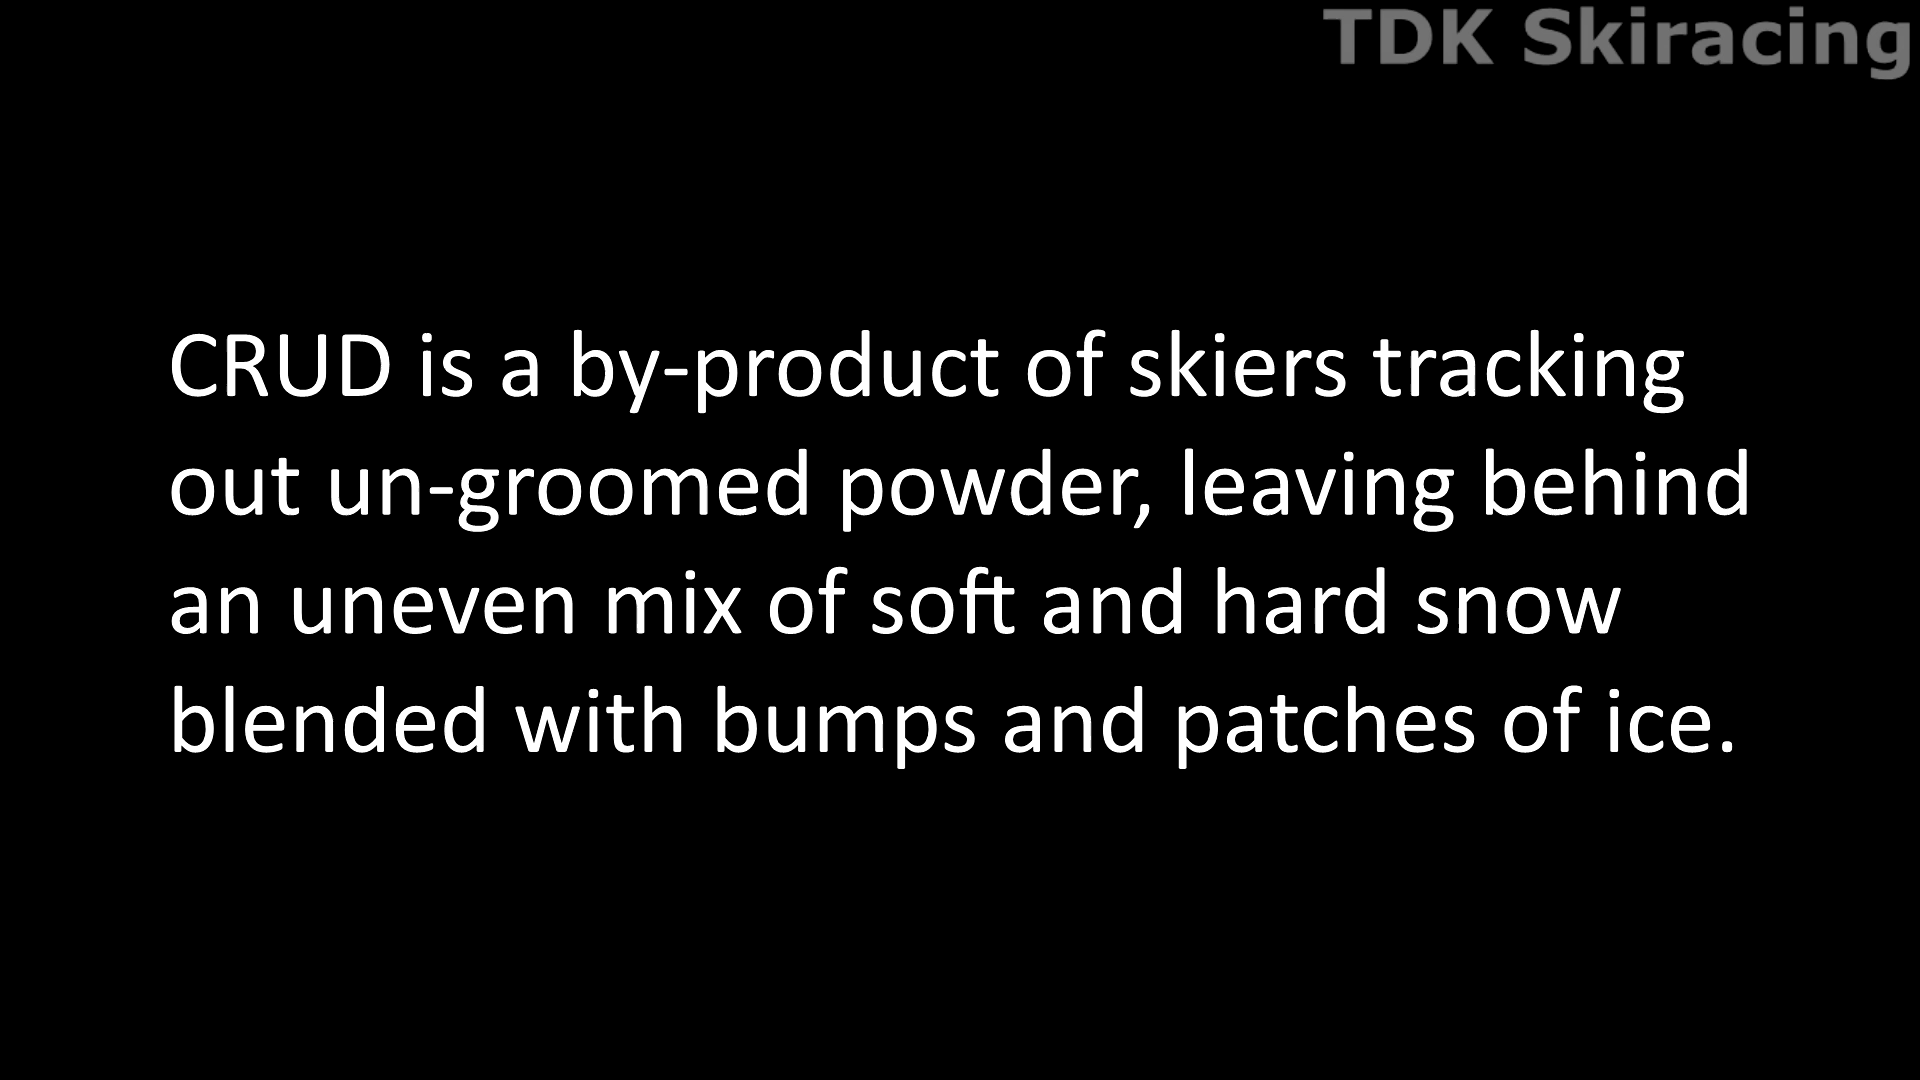 TDK Skiracing
CRUD is a by-product of skiers tracking
out un-groomed powder, leaving behind
an uneven mix of soft and hard snow
blended with bumps and patches of ice.